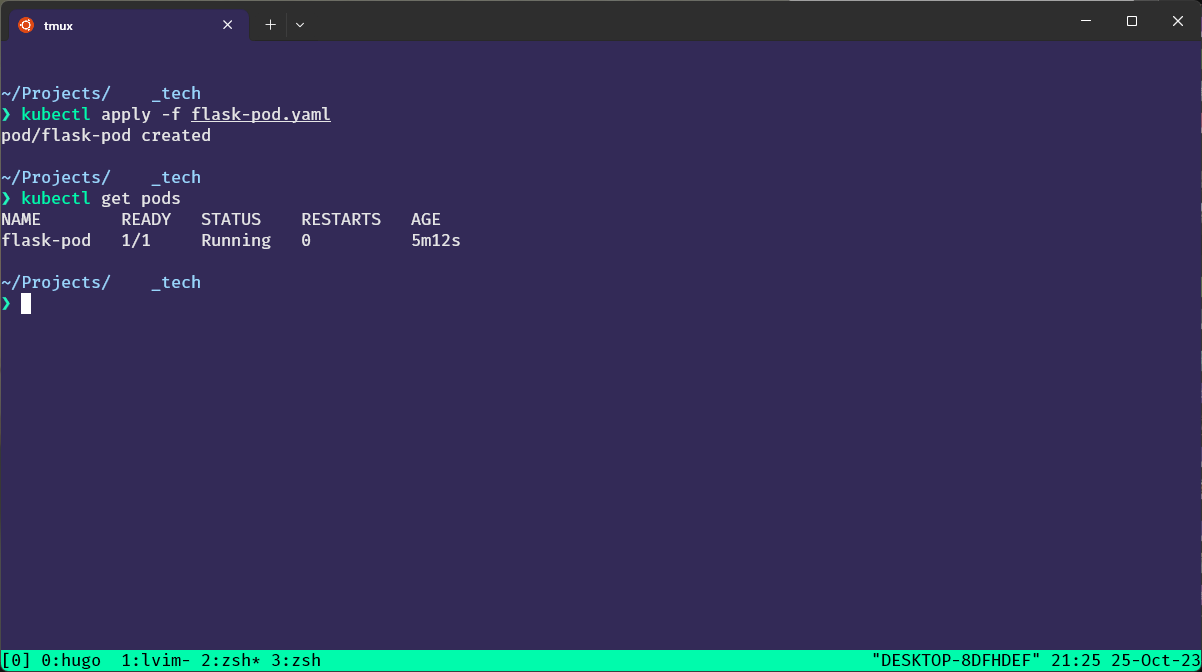 tmux
~/Projects/    _tech
❯ kubectl apply -f flask-pod.yaml
pod/flask-pod created
~/Projects/    _tech
❯ kubectl get pods
NAME        READY   STATUS    RESTARTS   AGE
flask-pod   1/1     Running   0          5m12s
~/Projects/    _tech
❯
[0] 0:hugo  1:lvim- 2:zsh* 3:zsh "DESKTOP-8DFHDEF" 21:25 25-Oct-23